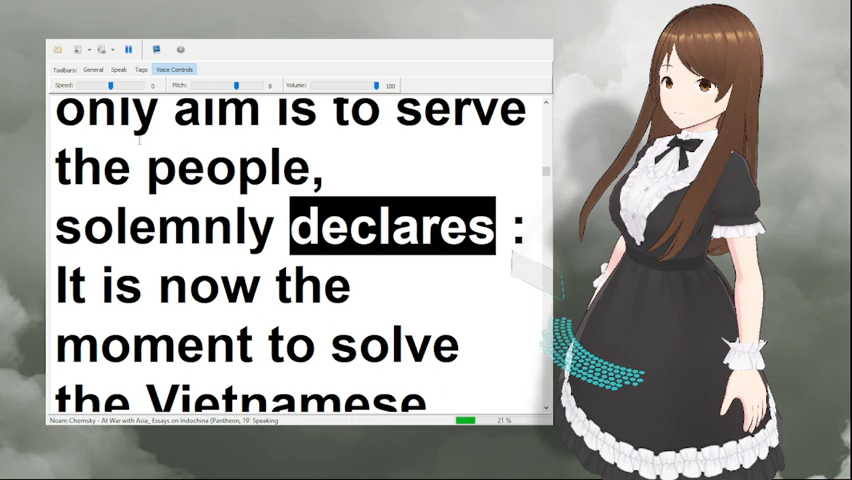 Toolbars: General Speak Tags Voice Controls
Speed: 0 Pitch: 8 Volume: 100
only aim is to serve
the people,
solemnly declares :
It is now the
moment to solve
the Vietnamese
Noam Chomsky - At War with Asia_ Essays on Indochina (Pantheon, 19 Speaking 21 %